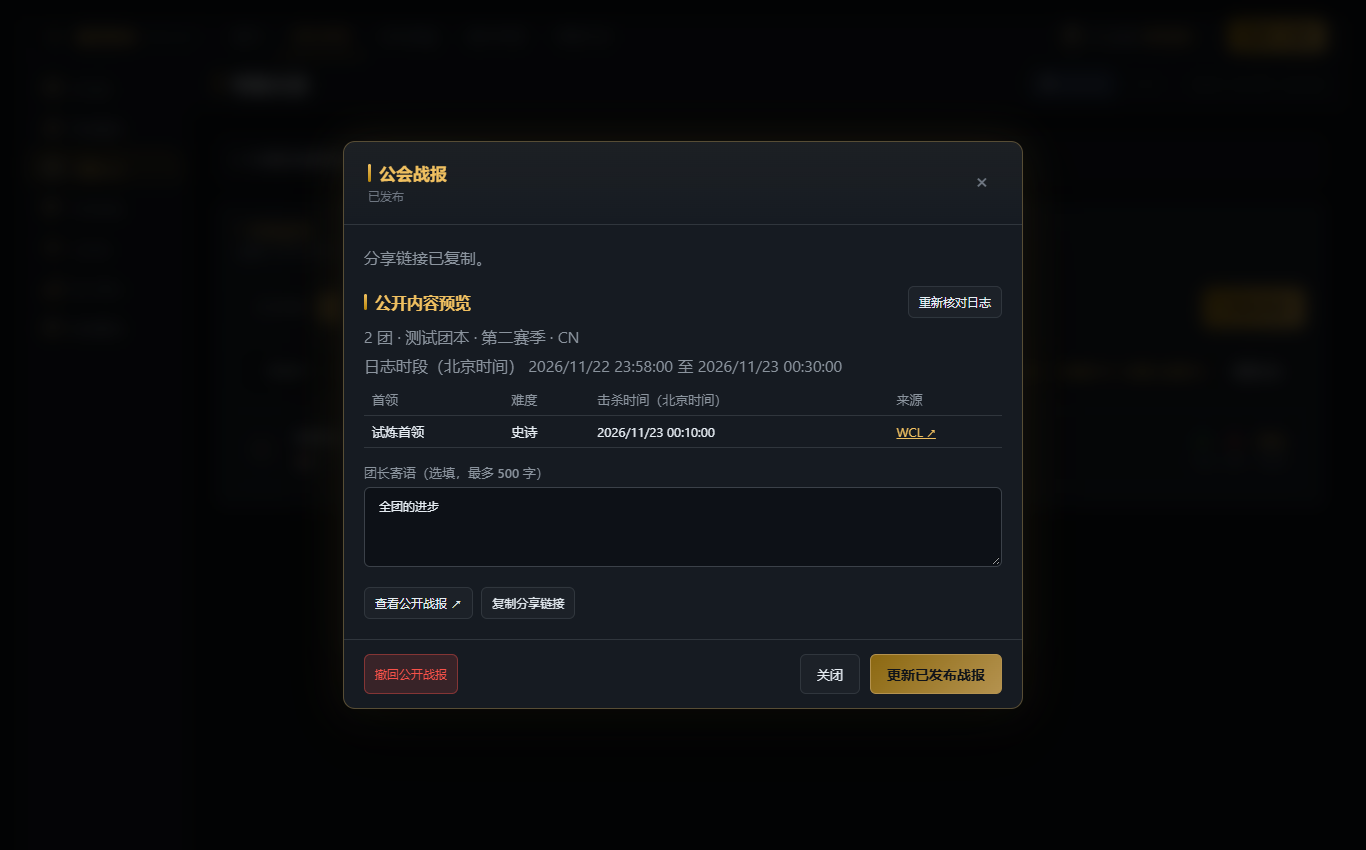 公会战报
已发布
×
分享链接已复制。
公开内容预览
重新核对日志
2 团 · 测试团本 · 第二赛季 · CN
日志时段（北京时间） 2026/11/22 23:58:00 至 2026/11/23 00:30:00
首领 难度 击杀时间（北京时间） 来源
试炼首领 史诗 2026/11/23 00:10:00 WCL ↗
团长寄语（选填，最多 500 字）
全团的进步
查看公开战报 ↗ 复制分享链接
撤回公开战报 关闭 更新已发布战报